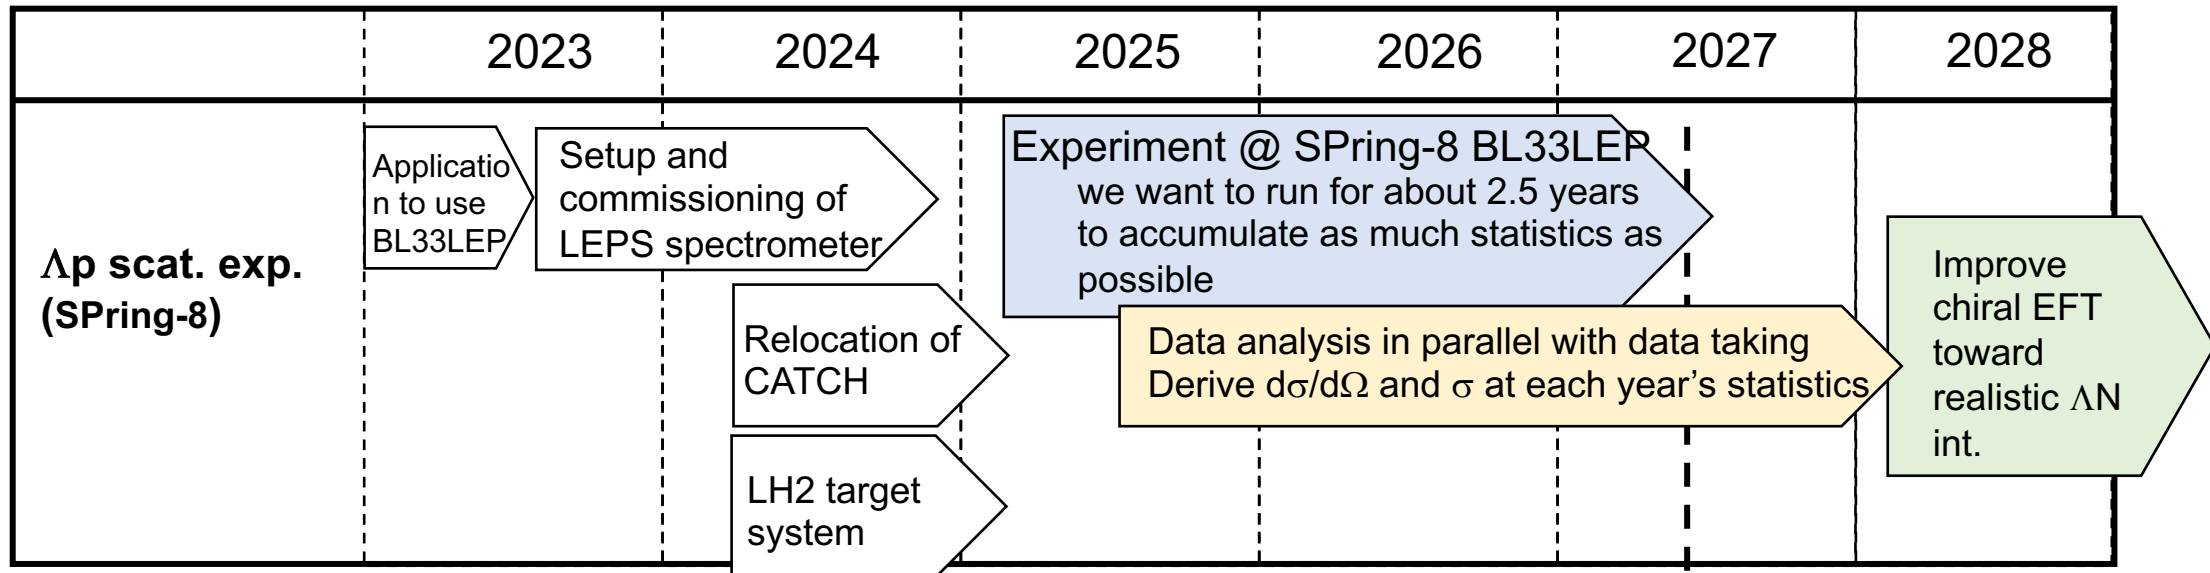 2023 2024 2025 2026 2027 2028
Λp scat. exp.
(SPring-8)
Applicatio
n to use
BL33LEP
Setup and
commissioning of
LEPS spectrometer
Experiment @ SPring-8 BL33LEP
we want to run for about 2.5 years
to accumulate as much statistics as
possible
Relocation of
CATCH
Data analysis in parallel with data taking
Derive dσ/dΩ and σ at each year’s statistics
LH2 target
system
Improve
chiral EFT
toward
realistic ΛN
int.